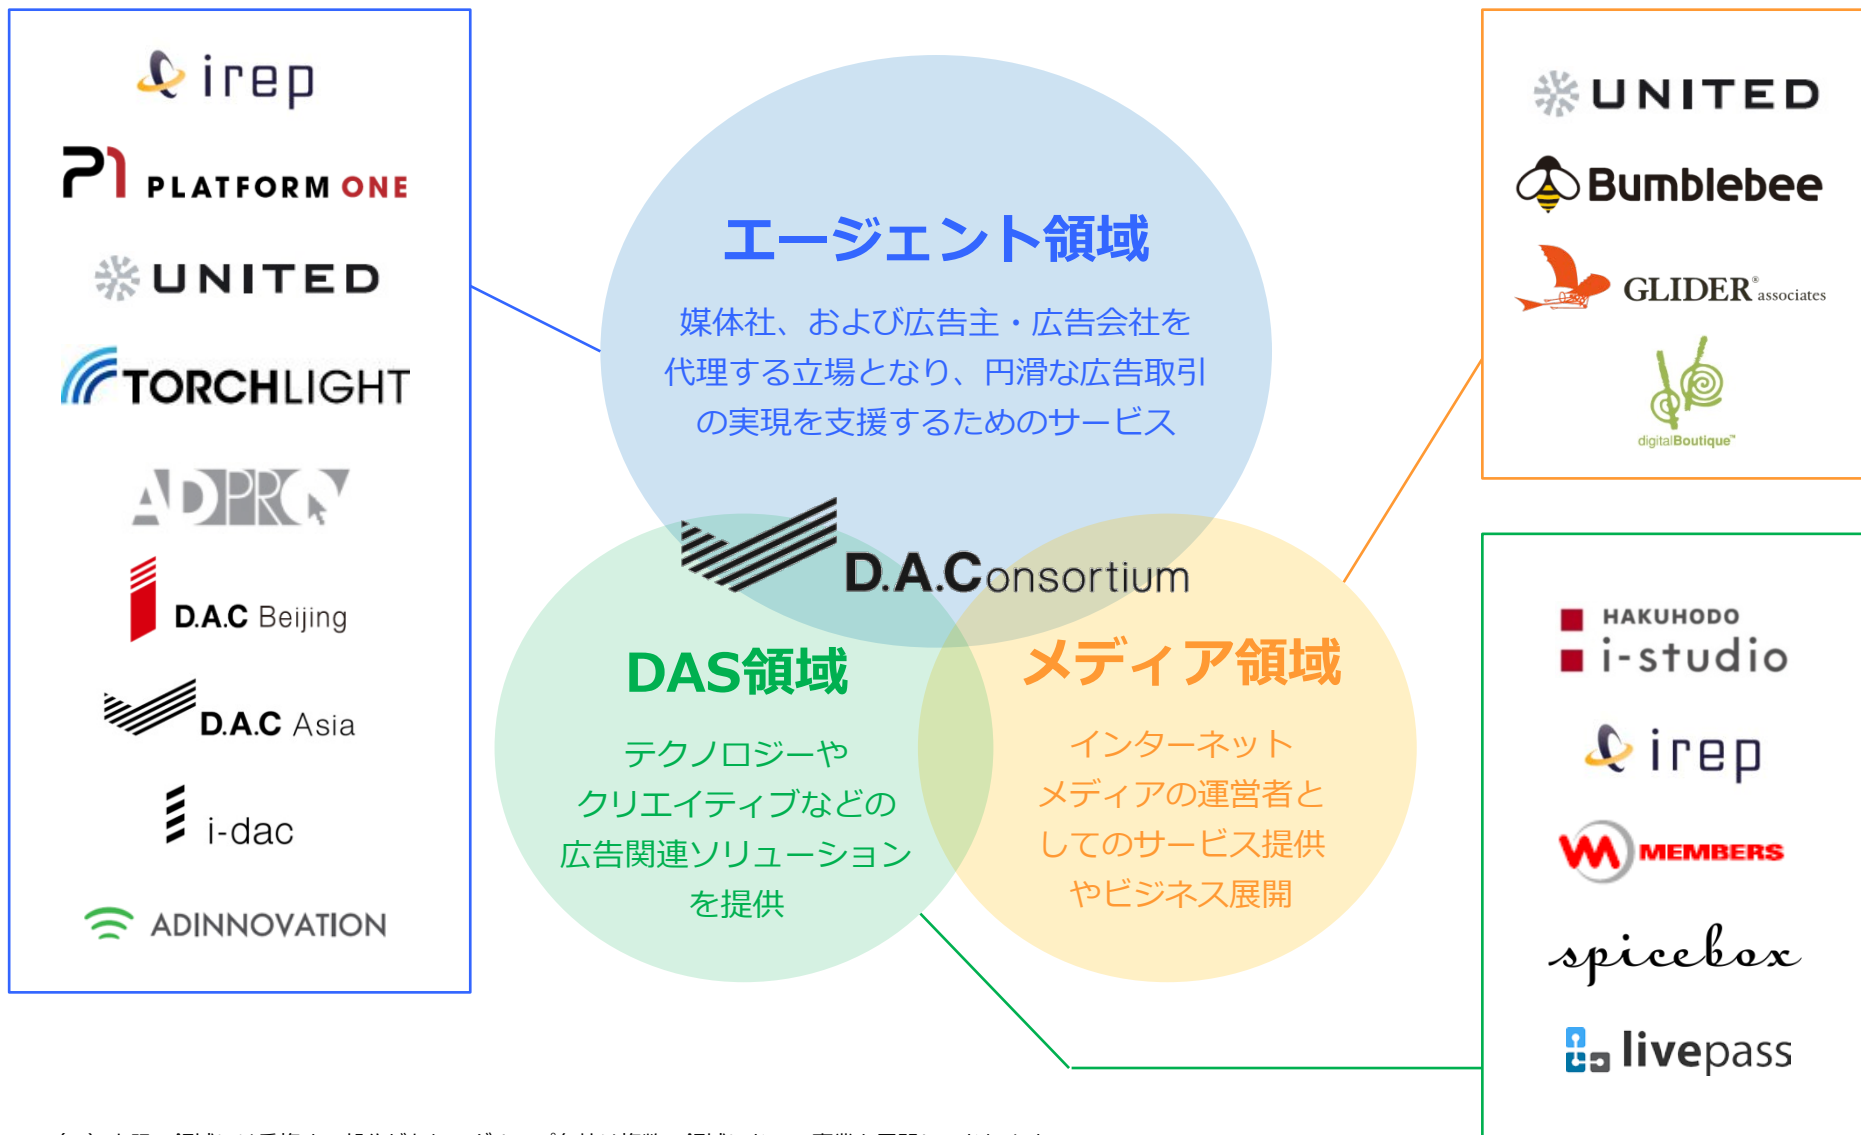 irep
P1 PLATFORM ONE
UNITED
TORCHLIGHT
ADPRO
D.A.C Beijing
D.A.C Asia
i-dac
ADINNOVATION
エージェント領域
媒体社、および広告主・広告会社を
代理する立場となり、円滑な広告取引
の実現を支援するためのサービス
D.A.Consortium
DAS領域
テクノロジーや
クリエイティブなどの
広告関連ソリューション
を提供
メディア領域
インターネット
メディアの運営者と
してのサービス提供
やビジネス展開
UNITED
Bumblebee
GLIDER® associates
digitalBoutique™
HAKUHODO
i-studio
irep
MEMBERS
spicebox
livepass